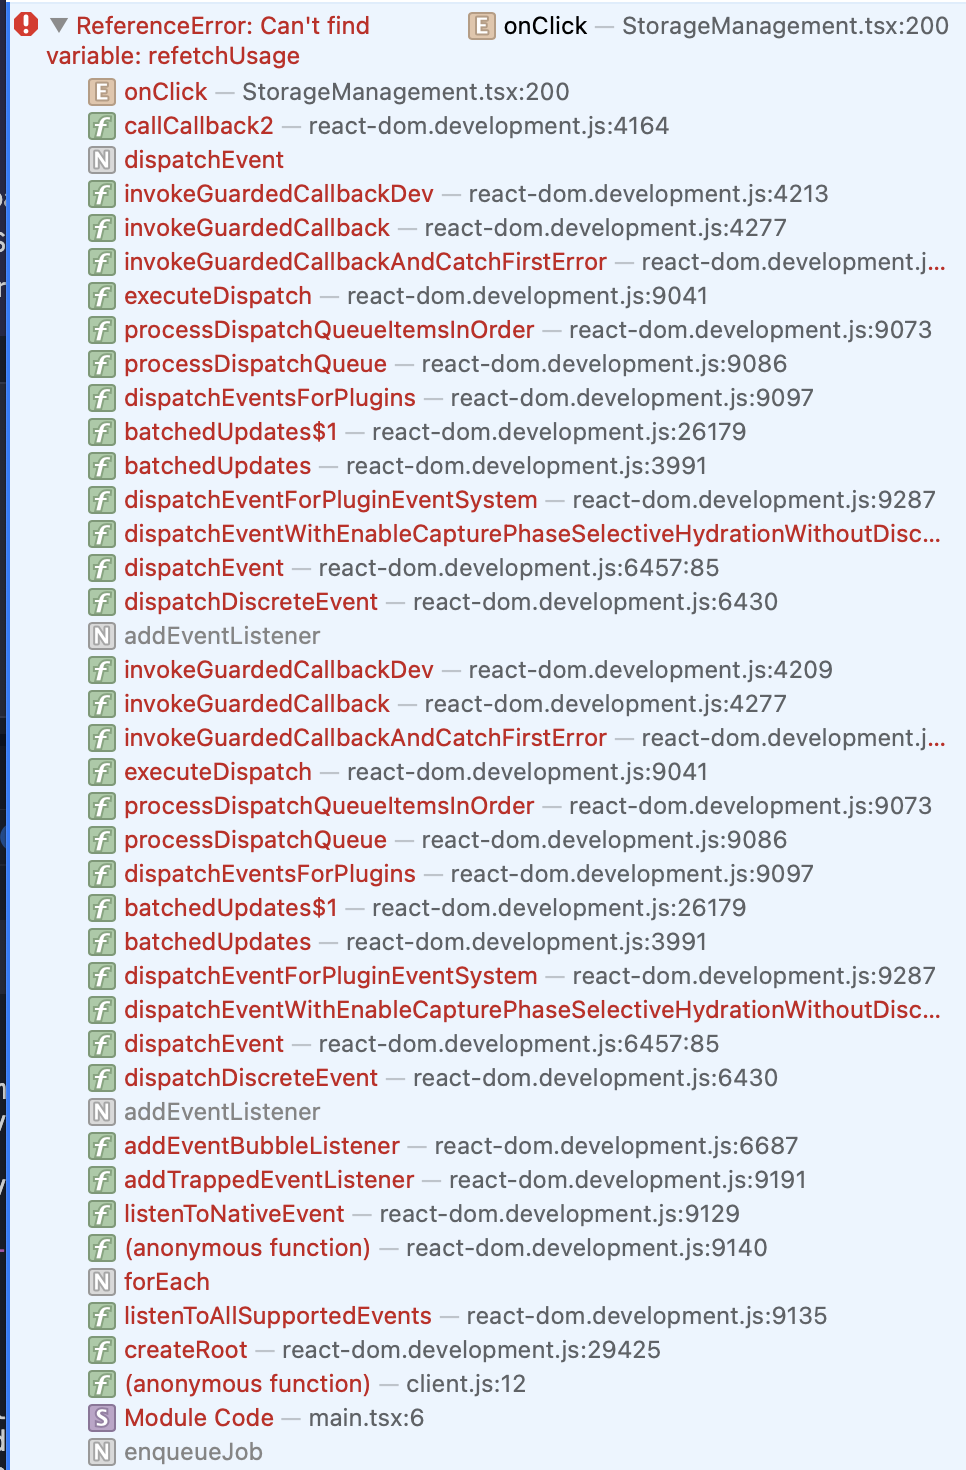 ReferenceError: Can't find variable: refetchUsage
E onClick — StorageManagement.tsx:200
E onClick — StorageManagement.tsx:200
f callCallback2 — react-dom.development.js:4164
N dispatchEvent
f invokeGuardedCallbackDev — react-dom.development.js:4213
f invokeGuardedCallback — react-dom.development.js:4277
f invokeGuardedCallbackAndCatchFirstError — react-dom.development.j...
f executeDispatch — react-dom.development.js:9041
f processDispatchQueueItemsInOrder — react-dom.development.js:9073
f processDispatchQueue — react-dom.development.js:9086
f dispatchEventsForPlugins — react-dom.development.js:9097
f batchedUpdates$1 — react-dom.development.js:26179
f batchedUpdates — react-dom.development.js:3991
f dispatchEventForPluginEventSystem — react-dom.development.js:9287
f dispatchEventWithEnableCapturePhaseSelectiveHydrationWithoutDisc...
f dispatchEvent — react-dom.development.js:6457:85
f dispatchDiscreteEvent — react-dom.development.js:6430
N addEventListener
f invokeGuardedCallbackDev — react-dom.development.js:4209
f invokeGuardedCallback — react-dom.development.js:4277
f invokeGuardedCallbackAndCatchFirstError — react-dom.development.j...
f executeDispatch — react-dom.development.js:9041
f processDispatchQueueItemsInOrder — react-dom.development.js:9073
f processDispatchQueue — react-dom.development.js:9086
f dispatchEventsForPlugins — react-dom.development.js:9097
f batchedUpdates$1 — react-dom.development.js:26179
f batchedUpdates — react-dom.development.js:3991
f dispatchEventForPluginEventSystem — react-dom.development.js:9287
f dispatchEventWithEnableCapturePhaseSelectiveHydrationWithoutDisc...
f dispatchEvent — react-dom.development.js:6457:85
f dispatchDiscreteEvent — react-dom.development.js:6430
N addEventListener
f addEventBubbleListener — react-dom.development.js:6687
f addTrappedEventListener — react-dom.development.js:9191
f listenToNativeEvent — react-dom.development.js:9129
f (anonymous function) — react-dom.development.js:9140
N forEach
f listenToAllSupportedEvents — react-dom.development.js:9135
f createRoot — react-dom.development.js:29425
f (anonymous function) — client.js:12
S Module Code — main.tsx:6
N enqueueJob